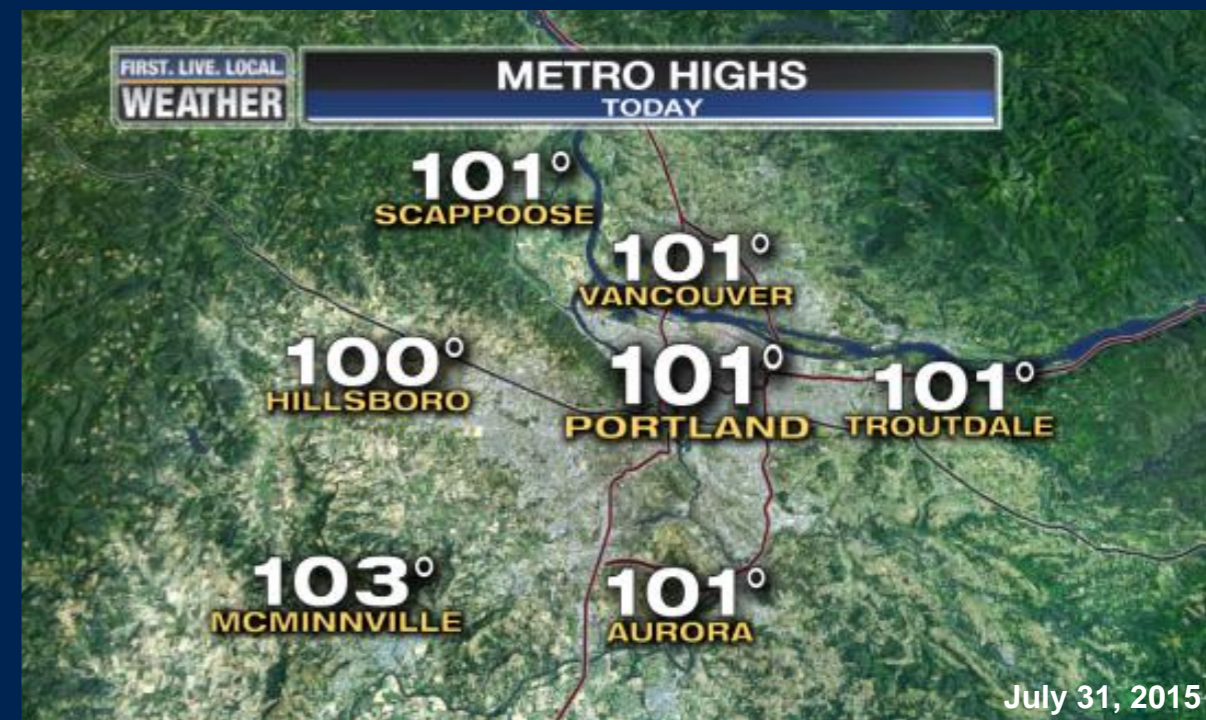 FIRST. LIVE. LOCAL.
WEATHER
METRO HIGHS
TODAY
101°
SCAPPOOSE
101°
VANCOUVER
100°
HILLSBORO
101°
PORTLAND
101°
TROUTDALE
103°
MCMINNVILLE
101°
AURORA
July 31, 2015